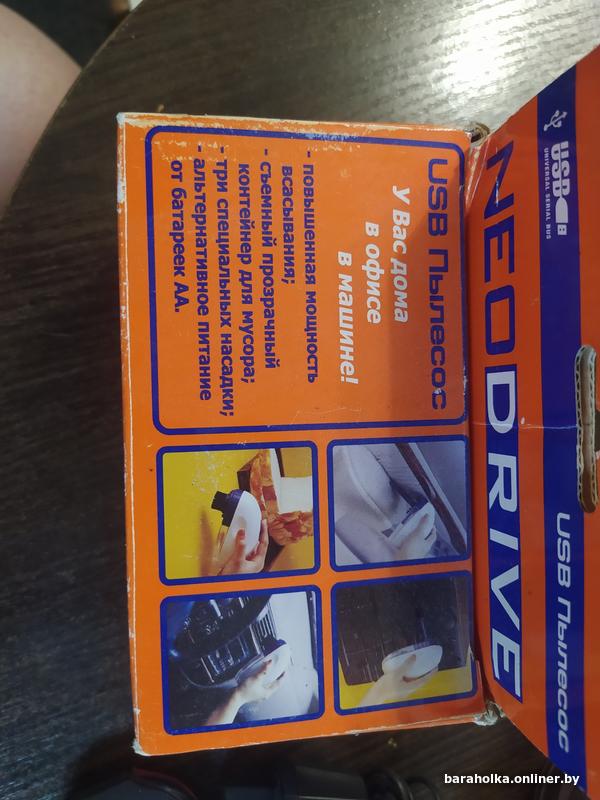 USB
UNIVERSAL SERIAL BUS
USB Пылесос
NEODRIVE
USB Пылесос
У Вас дома
в офисе
в машине!
- повышенная мощность
всасывания;
- съемный прозрачный
контейнер для мусора;
- три специальных насадки;
- альтернативное питание
от батареек АА.
baraholka.onliner.by